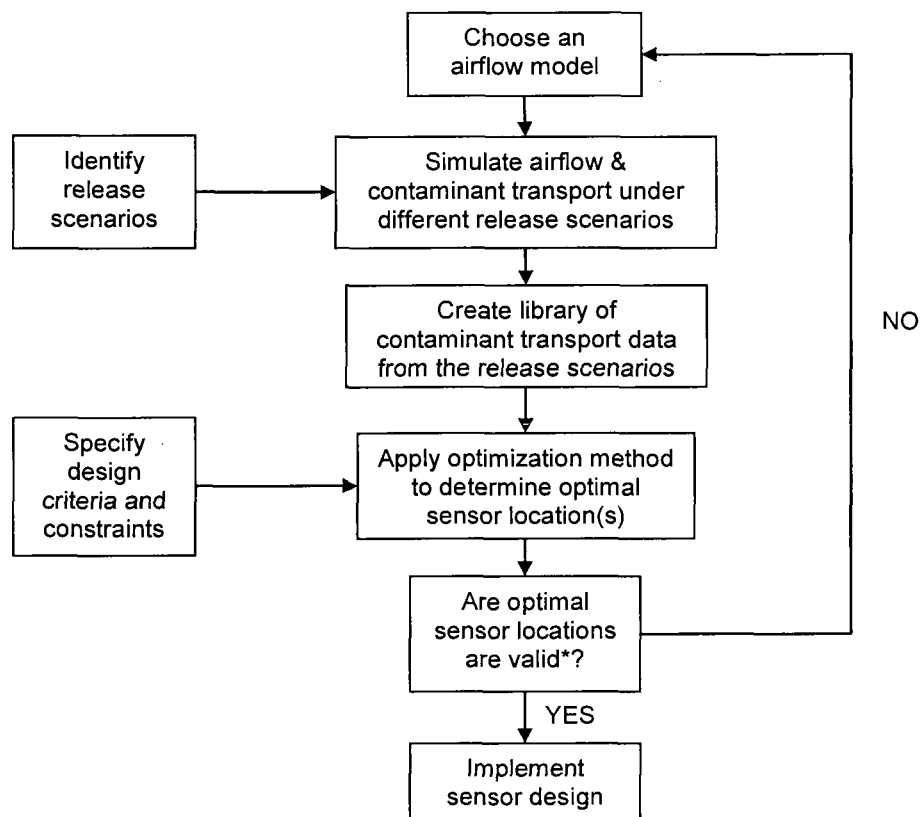 Choose an
airflow model
Identify
release
scenarios
Simulate airflow &
contaminant transport under
different release scenarios
Create library of
contaminant transport data
from the release scenarios
NO
Specify
design
criteria and
constraints
Apply optimization method
to determine optimal
sensor location(s)
Are optimal
sensor locations
are valid*?
YES
Implement
sensor design